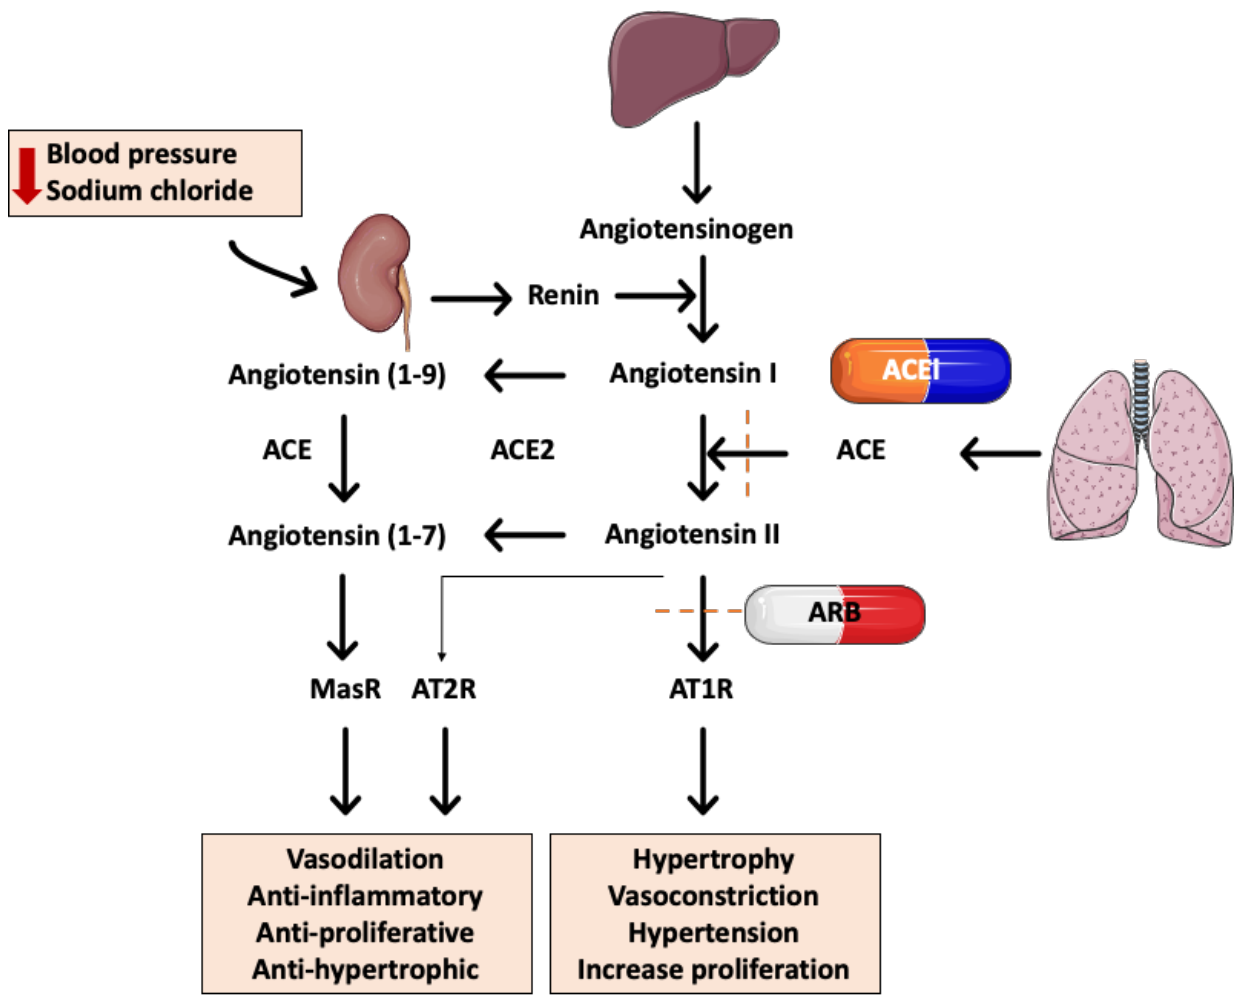 Blood pressure
Sodium chloride
Angiotensinogen
Renin
Angiotensin (1-9)
Angiotensin I
ACEi
ACE
ACE2
ACE
Angiotensin (1-7)
Angiotensin II
ARB
MasR
AT2R
AT1R
Vasodilation
Anti-inflammatory
Anti-proliferative
Anti-hypertrophic
Hypertrophy
Vasoconstriction
Hypertension
Increase proliferation